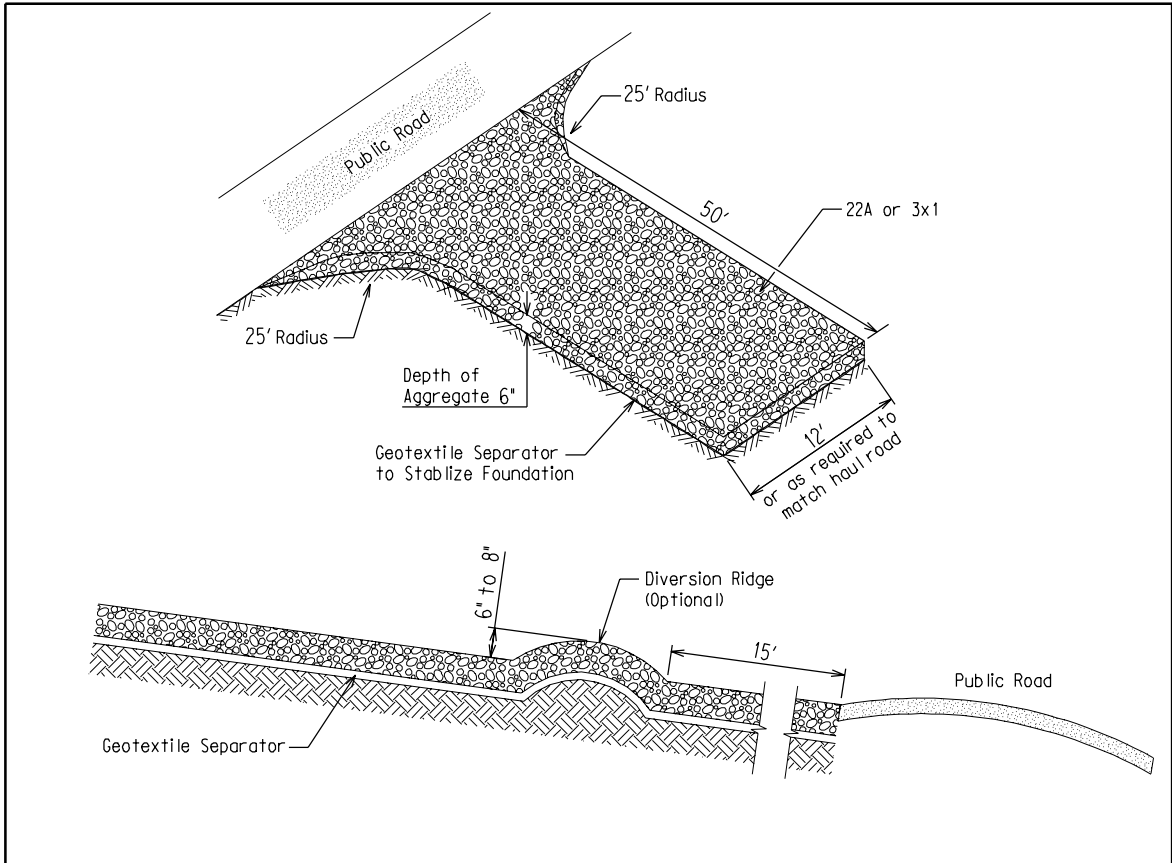 Public Road
25' Radius
50'
22A or 3x1
25' Radius
Depth of
Aggregate 6"
Geotextile Separator
to Stablize Foundation
12'
or as required to
match haul road
6" to 8"
Diversion Ridge
(Optional)
15'
Public Road
Geotextile Separator